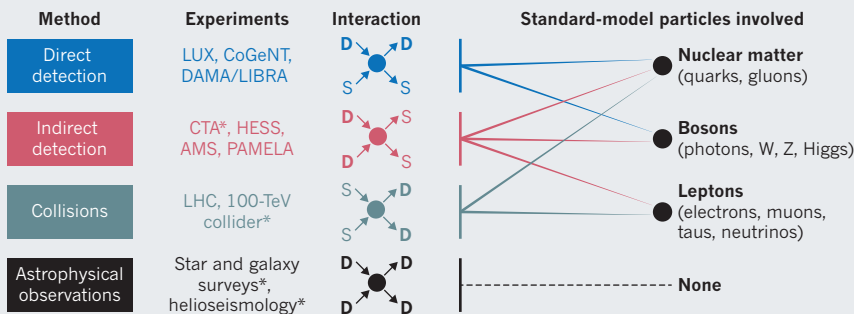 Method
Experiments
Interaction
Standard-model particles involved
Direct
detection
LUX, CoGeNT,
DAMA/LIBRA
D D
S S
Nuclear matter
(quarks, gluons)
Indirect
detection
CTA*, HESS,
AMS, PAMELA
D S
D S
Bosons
(photons, W, Z, Higgs)
Collisions
LHC, 100-TeV
collider*
S D
S D
Leptons
(electrons, muons,
taus, neutrinos)
Astrophysical
observations
Star and galaxy
surveys*,
helioseismology*
D D
D D
None